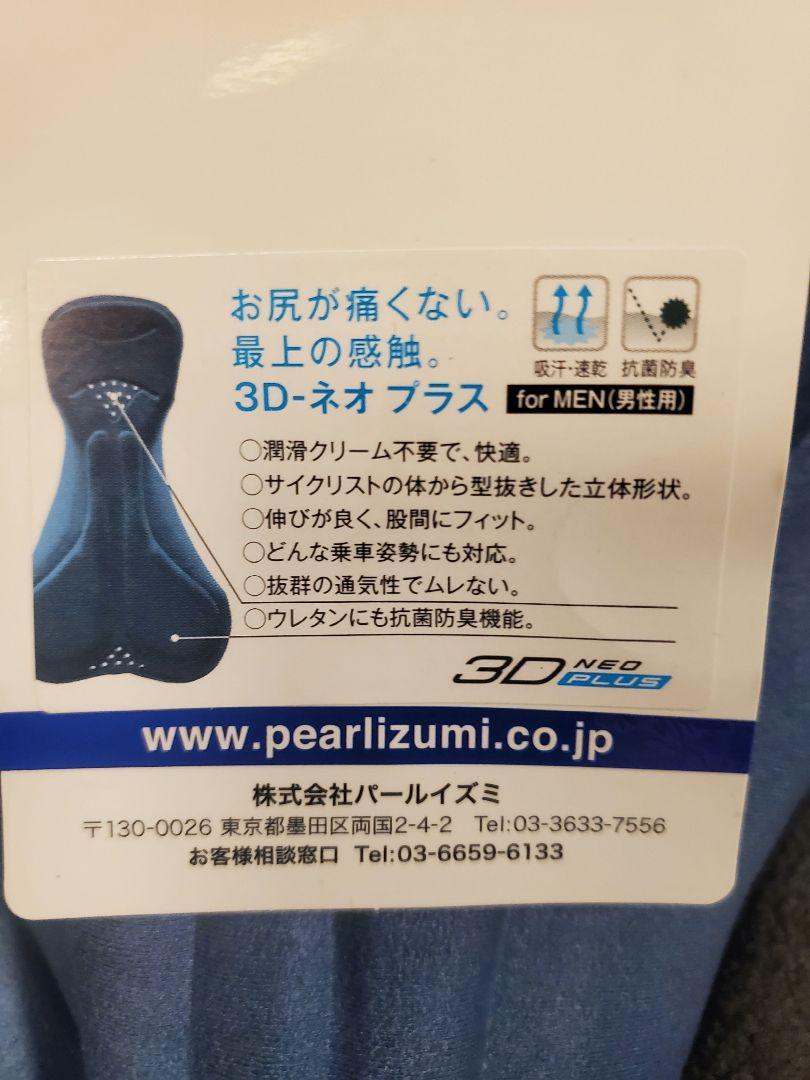 お尻が痛くない。
最上の感触。
3D-ネオ プラス
for MEN(男性用)
吸汗・速乾
抗菌防臭
○潤滑クリーム不要で、快適。
○サイクリストの体から型抜きした立体形状。
○伸びが良く、股間にフィット。
○どんな乗車姿勢にも対応。
○抜群の通気性でムレない。
○ウレタンにも抗菌防臭機能。
3D NEO PLUS
www.pearlizumi.co.jp
株式会社パールイズミ
〒130-0026 東京都墨田区両国2-4-2 Tel:03-3633-7556
お客様相談窓口 Tel:03-6659-6133